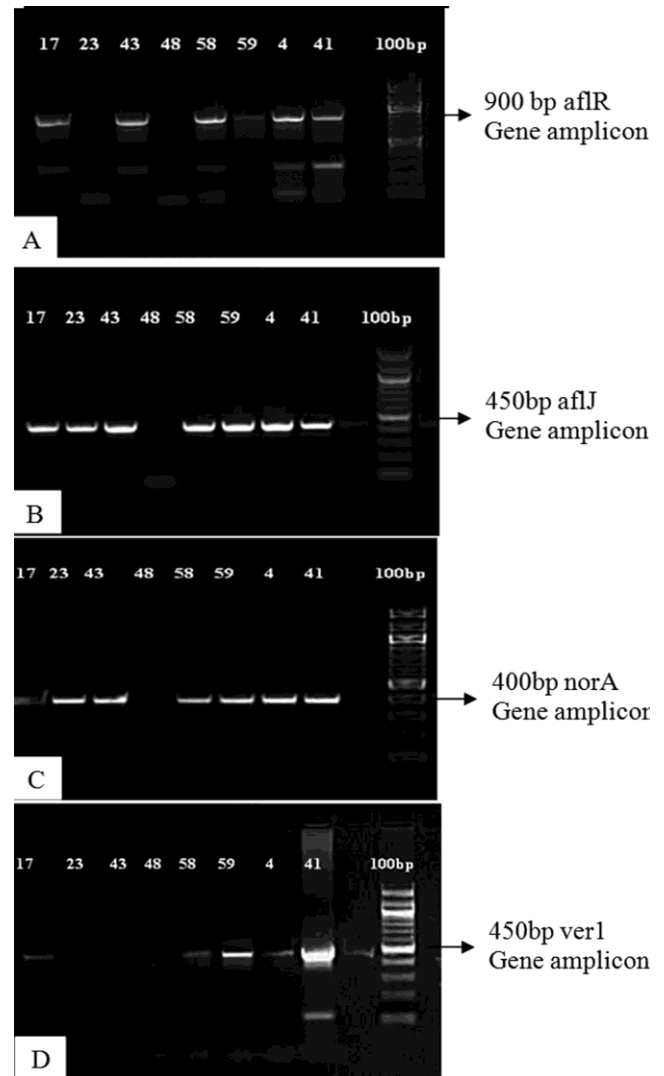 17 23 43 48 58 59 4 41 100bp
900 bp aflR
Gene amplicon
A
17 23 43 48 58 59 4 41 100bp
450bp aflJ
Gene amplicon
B
17 23 43 48 58 59 4 41 100bp
400bp norA
Gene amplicon
C
17 23 43 48 58 59 4 41 100bp
450bp ver1
Gene amplicon
D